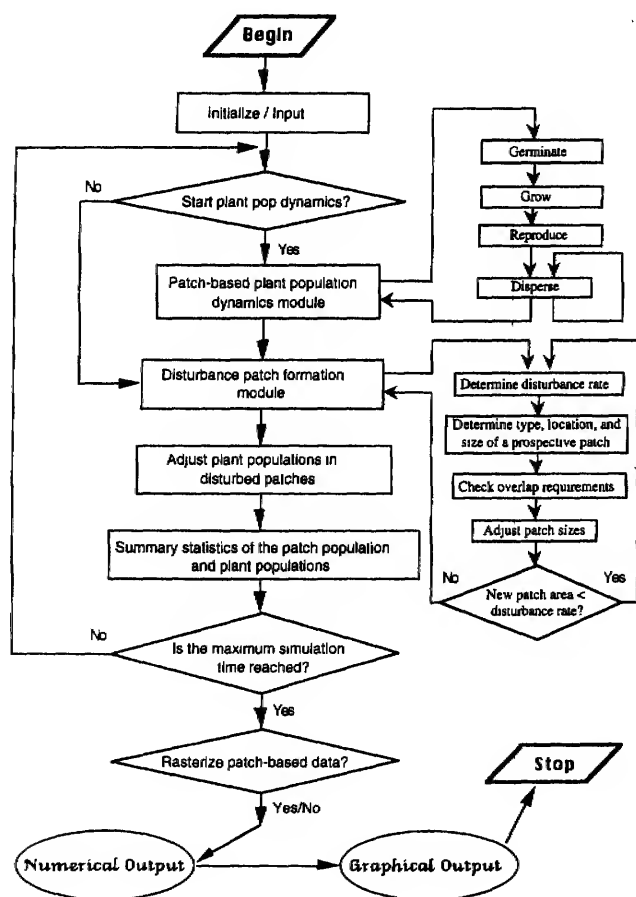 Begin
Initialize / Input
No
Start plant pop dynamics?
Yes
Patch-based plant population
dynamics module
Disturbance patch formation
module
Adjust plant populations in
disturbed patches
Summary statistics of the patch population
and plant populations
No
Is the maximum simulation
time reached?
Yes
Rasterize patch-based data?
Yes/No
Numerical Output
Graphical Output
Stop
Germinate
Grow
Reproduce
Disperse
Determine disturbance rate
Determine type, location, and
size of a prospective patch
Check overlap requirements
Adjust patch sizes
No
Yes
New patch area <
disturbance rate?